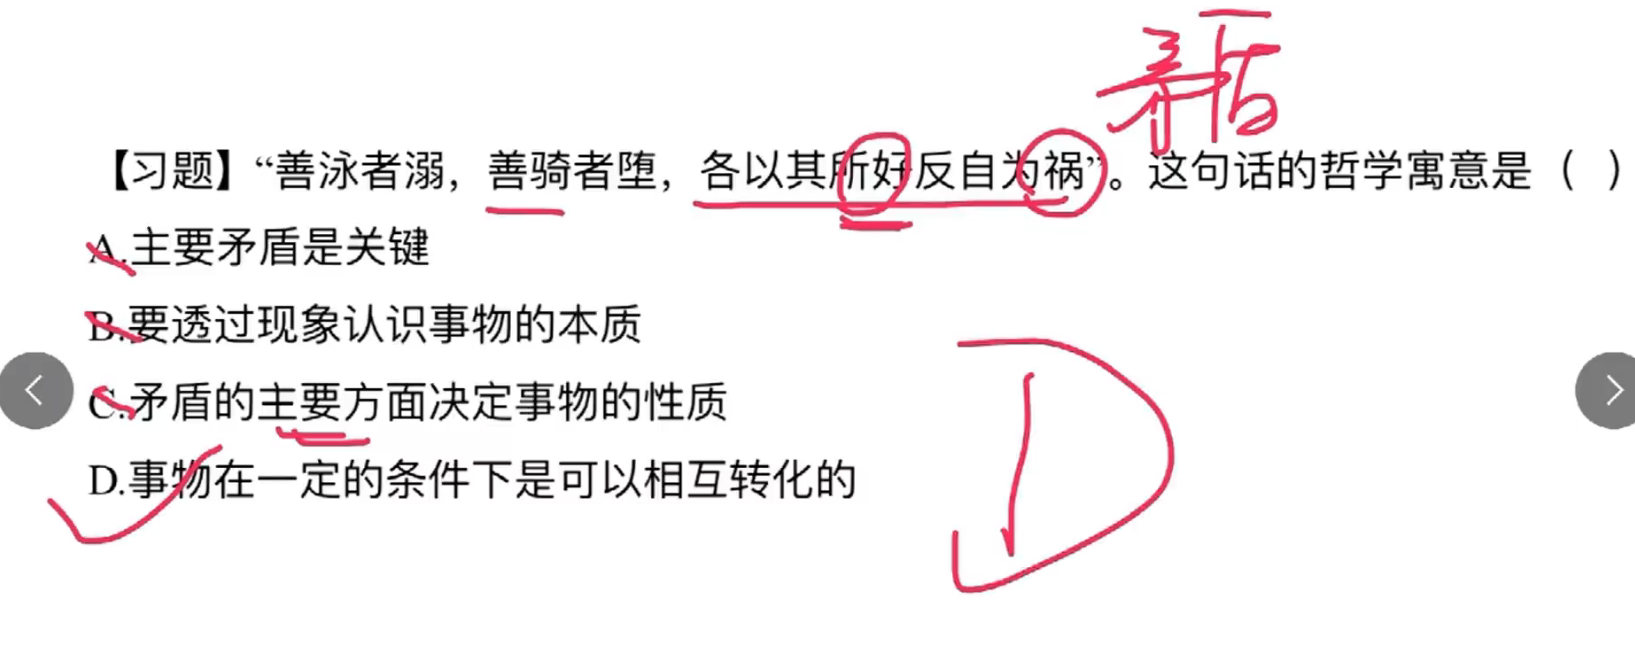 矛盾
【习题】“善泳者溺，善骑者堕，各以其所好反自为祸”。这句话的哲学寓意是（ ）
A.主要矛盾是关键
B.要透过现象认识事物的本质
C.矛盾的主要方面决定事物的性质
D.事物在一定的条件下是可以相互转化的
D